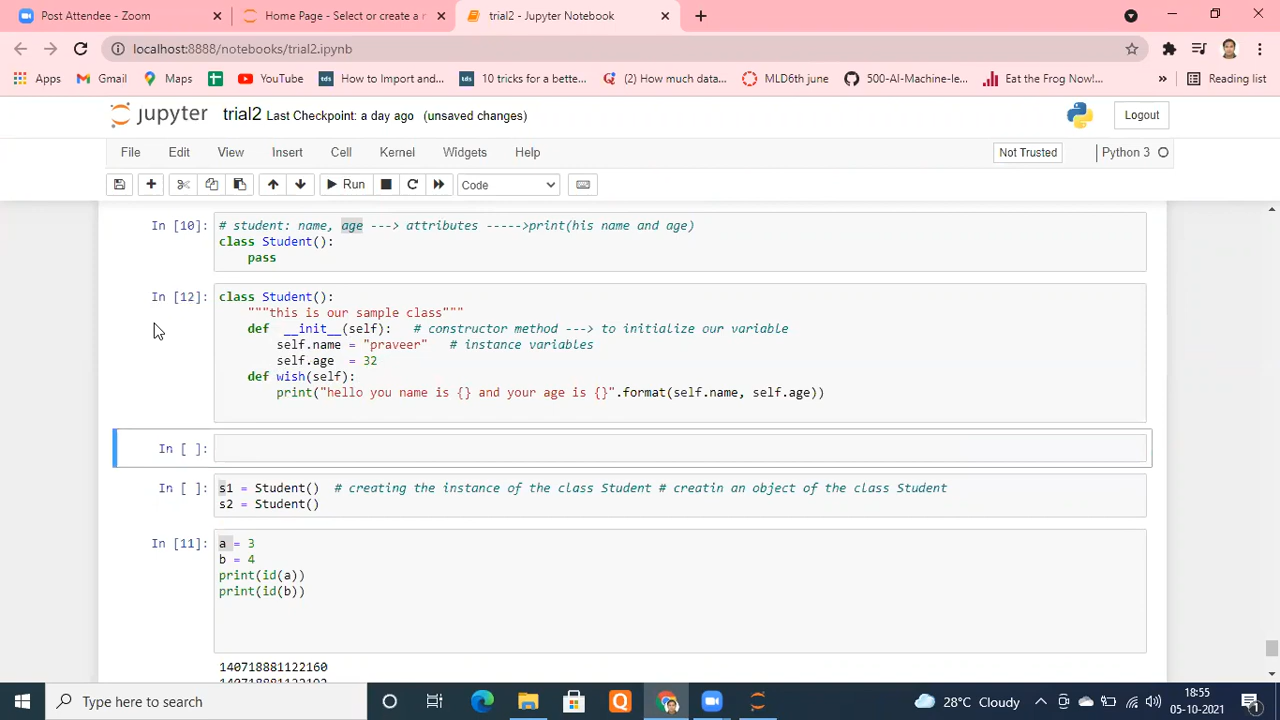 Post Attendee - Zoom
Home Page - Select or create a n
trial2 - Jupyter Notebook
localhost:8888/notebooks/trial2.ipynb
Apps
Gmail
Maps
YouTube
How to Import and...
10 tricks for a bette...
(2) How much data...
MLD6th june
500-AI-Machine-le...
Eat the Frog Now!...
»
Reading list
jupyter
trial2 Last Checkpoint: a day ago (unsaved changes)
Logout
File Edit View Insert Cell Kernel Widgets Help
Not Trusted
Python 3
Run
Code
In [10]:
# student: name, age ---> attributes ----->print(his name and age)
class Student():
pass
In [12]:
class Student():
"""this is our sample class"""
def __init__(self): # constructor method ---> to initialize our variable
self.name = "praveer" # instance variables
self.age = 32
def wish(self):
print("hello you name is {} and your age is {}".format(self.name, self.age))
In [ ]:
In [ ]:
s1 = Student() # creating the instance of the class Student # creatin an object of the class Student
s2 = Student()
In [11]:
a = 3
b = 4
print(id(a))
print(id(b))
140718881122160
140718881122192
Type here to search
28°C Cloudy
18:55
05-10-2021